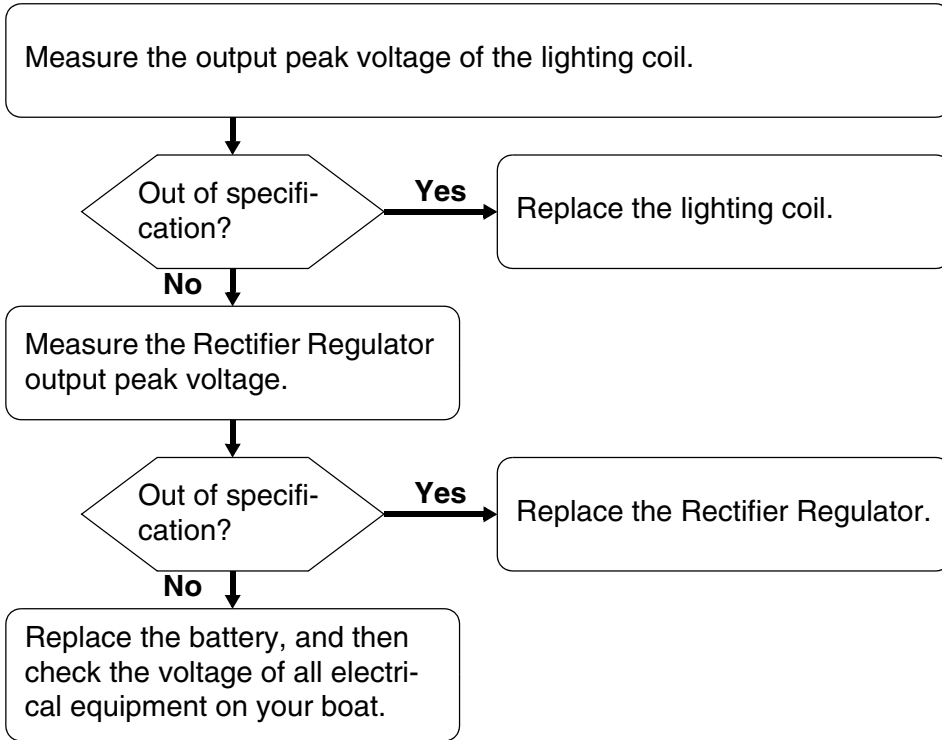 Measure the output peak voltage of the lighting coil.
Out of specifi-
cation?
Yes
Replace the lighting coil.
No
Measure the Rectifier Regulator
output peak voltage.
Out of specifi-
cation?
Yes
Replace the Rectifier Regulator.
No
Replace the battery, and then
check the voltage of all electri-
cal equipment on your boat.